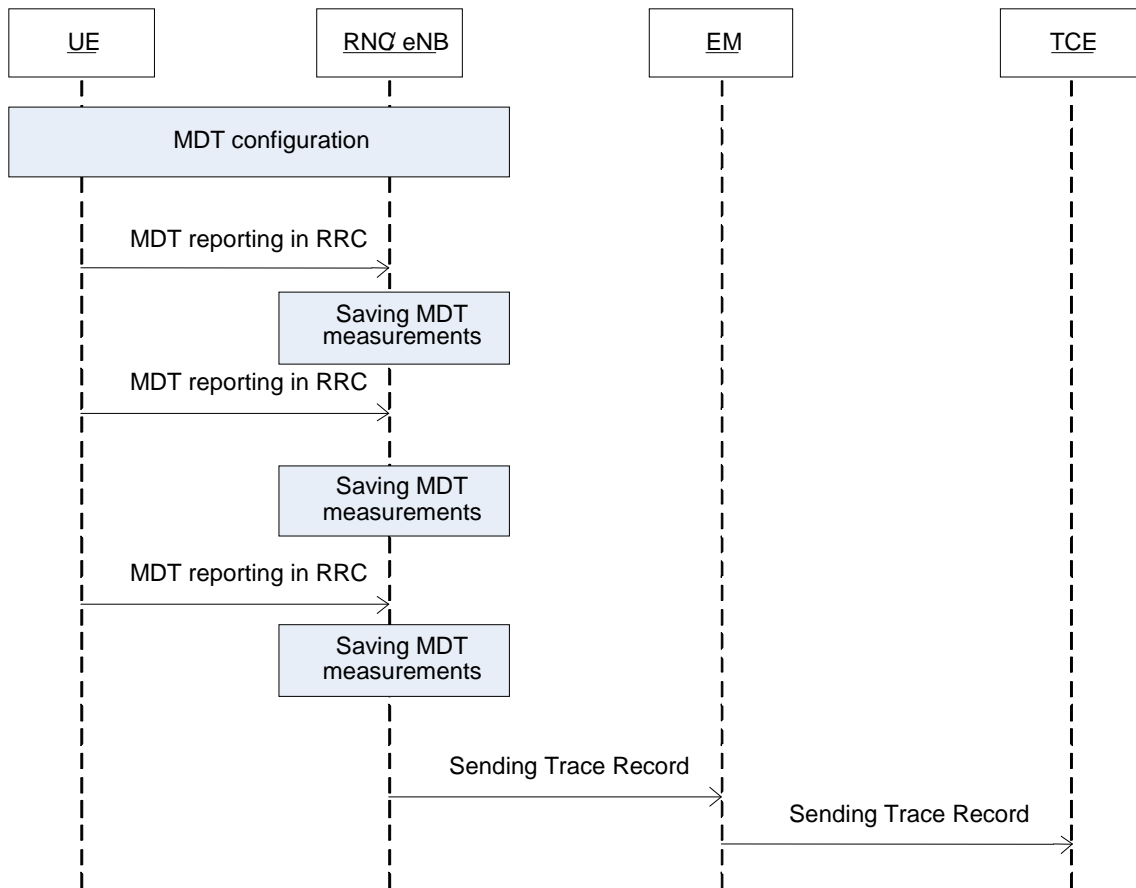 UE
RNC/ eNB
EM
TCE
MDT configuration
MDT reporting in RRC
Saving MDT
measurements
MDT reporting in RRC
Saving MDT
measurements
MDT reporting in RRC
Saving MDT
measurements
Sending Trace Record
Sending Trace Record